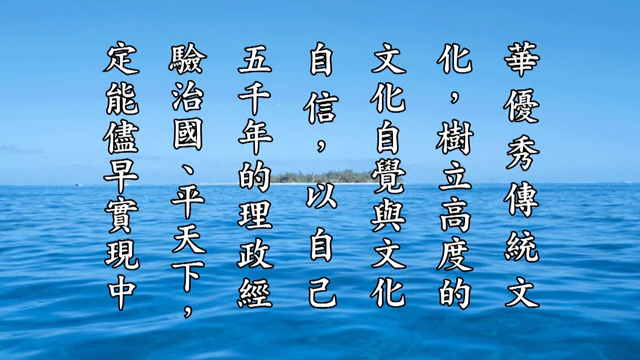 華優秀傳統文
化，樹立高度的
文化自覺與文化
自信，以自己
五千年的理政經
驗治國、平天下，
定能儘早實現中